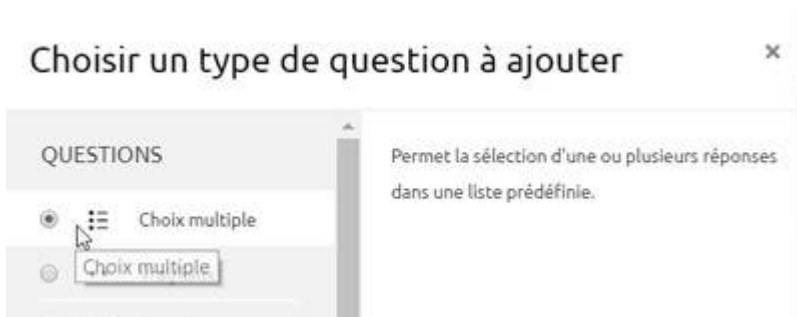 Choisir un type de question à ajouter
×
QUESTIONS
Permet la sélection d'une ou plusieurs réponses
dans une liste prédéfinie.
Choix multiple
Choix multiple